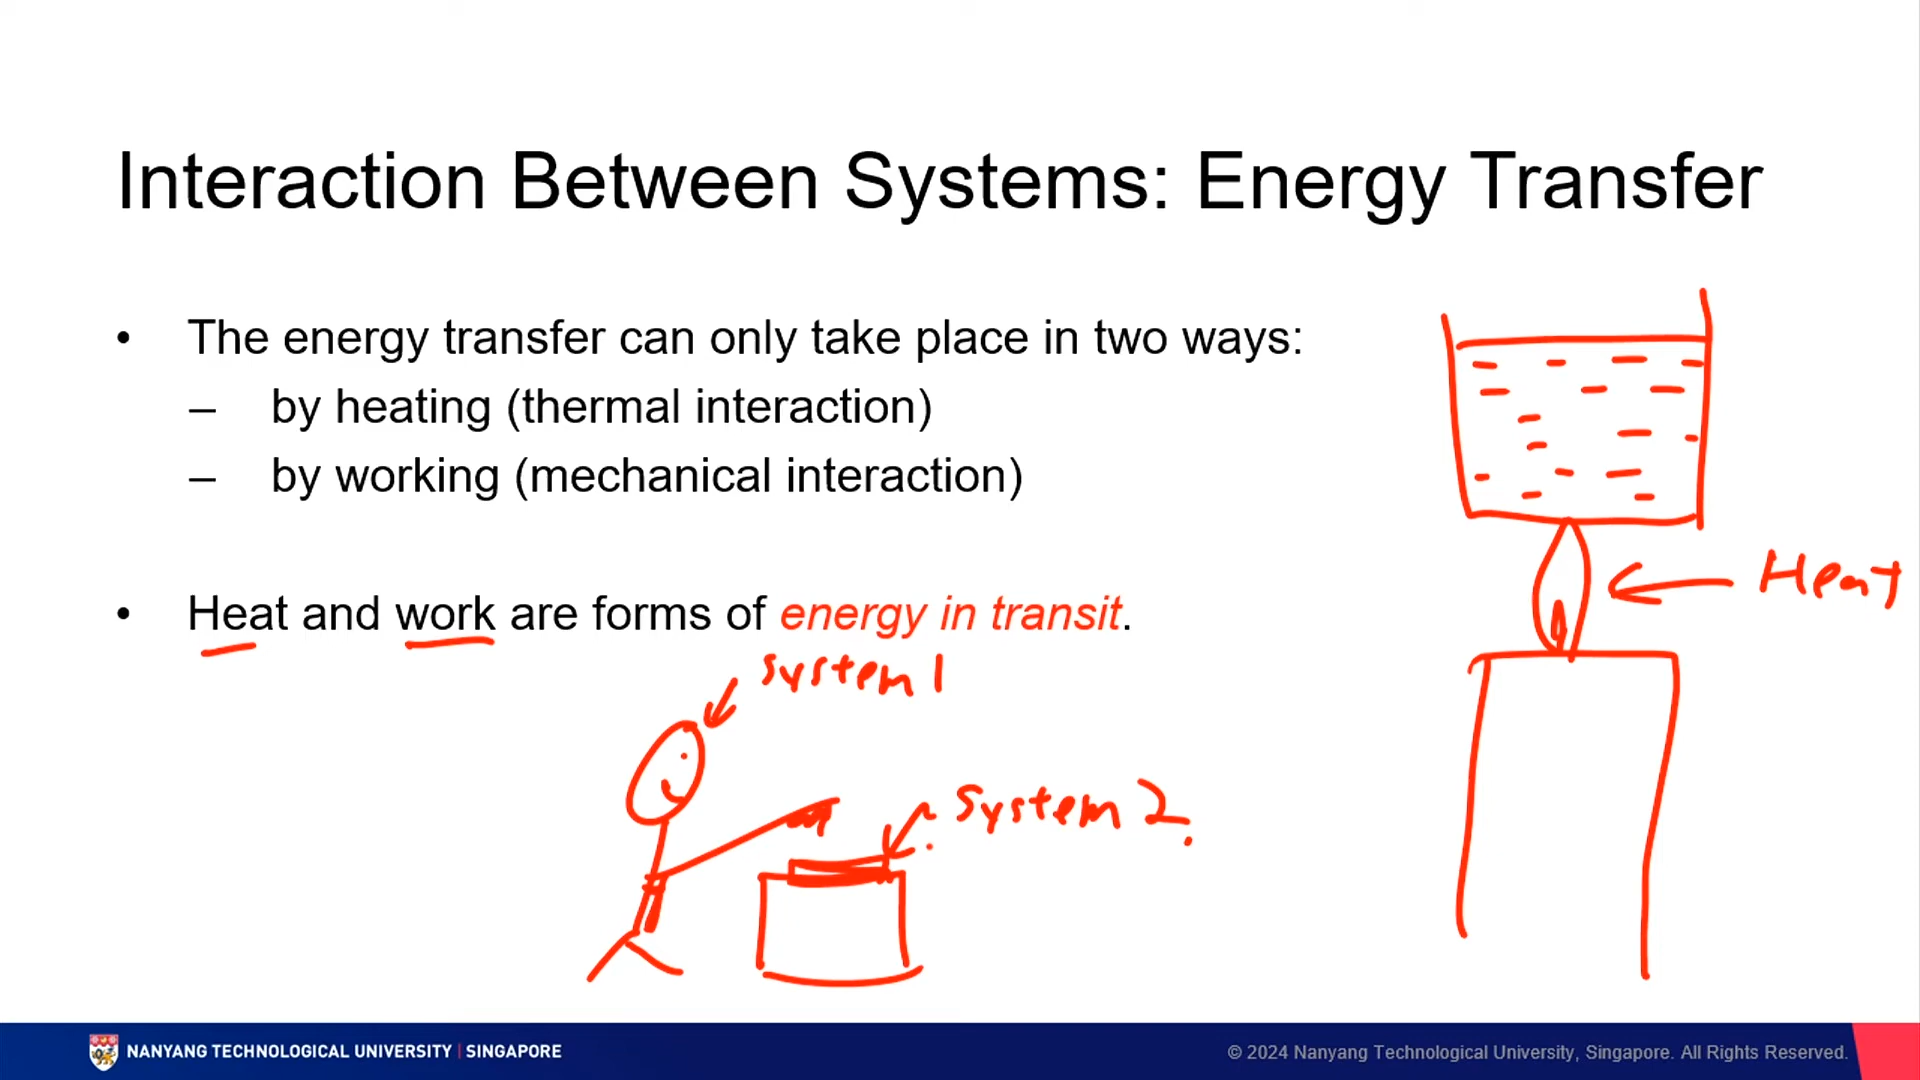 Interaction Between Systems: Energy Transfer
• The energy transfer can only take place in two ways:
– by heating (thermal interaction)
– by working (mechanical interaction)
• Heat and work are forms of energy in transit.
Heat
system 1
system 2.
NANYANG TECHNOLOGICAL UNIVERSITY | SINGAPORE
© 2024 Nanyang Technological University, Singapore. All Rights Reserved.